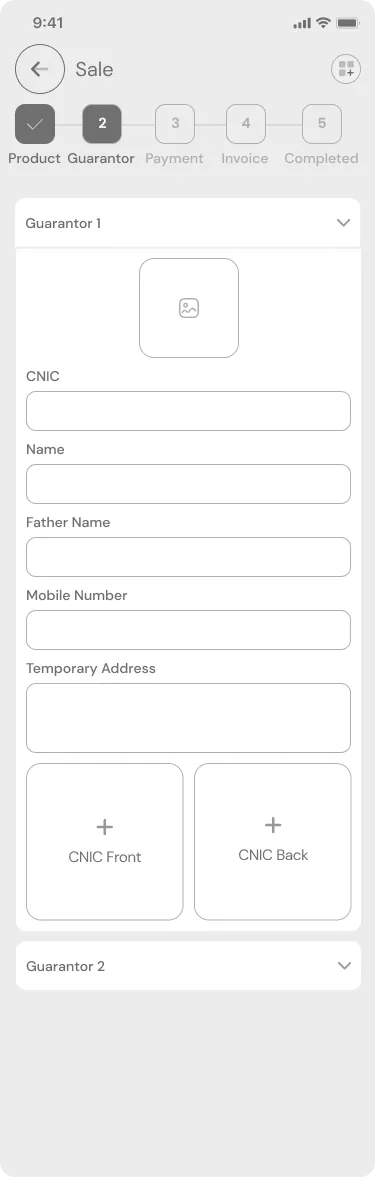 9:41
Sale
2 3 4 5
Product Guarantor Payment Invoice Completed
Guarantor 1
CNIC
Name
Father Name
Mobile Number
Temporary Address
CNIC Front CNIC Back
Guarantor 2